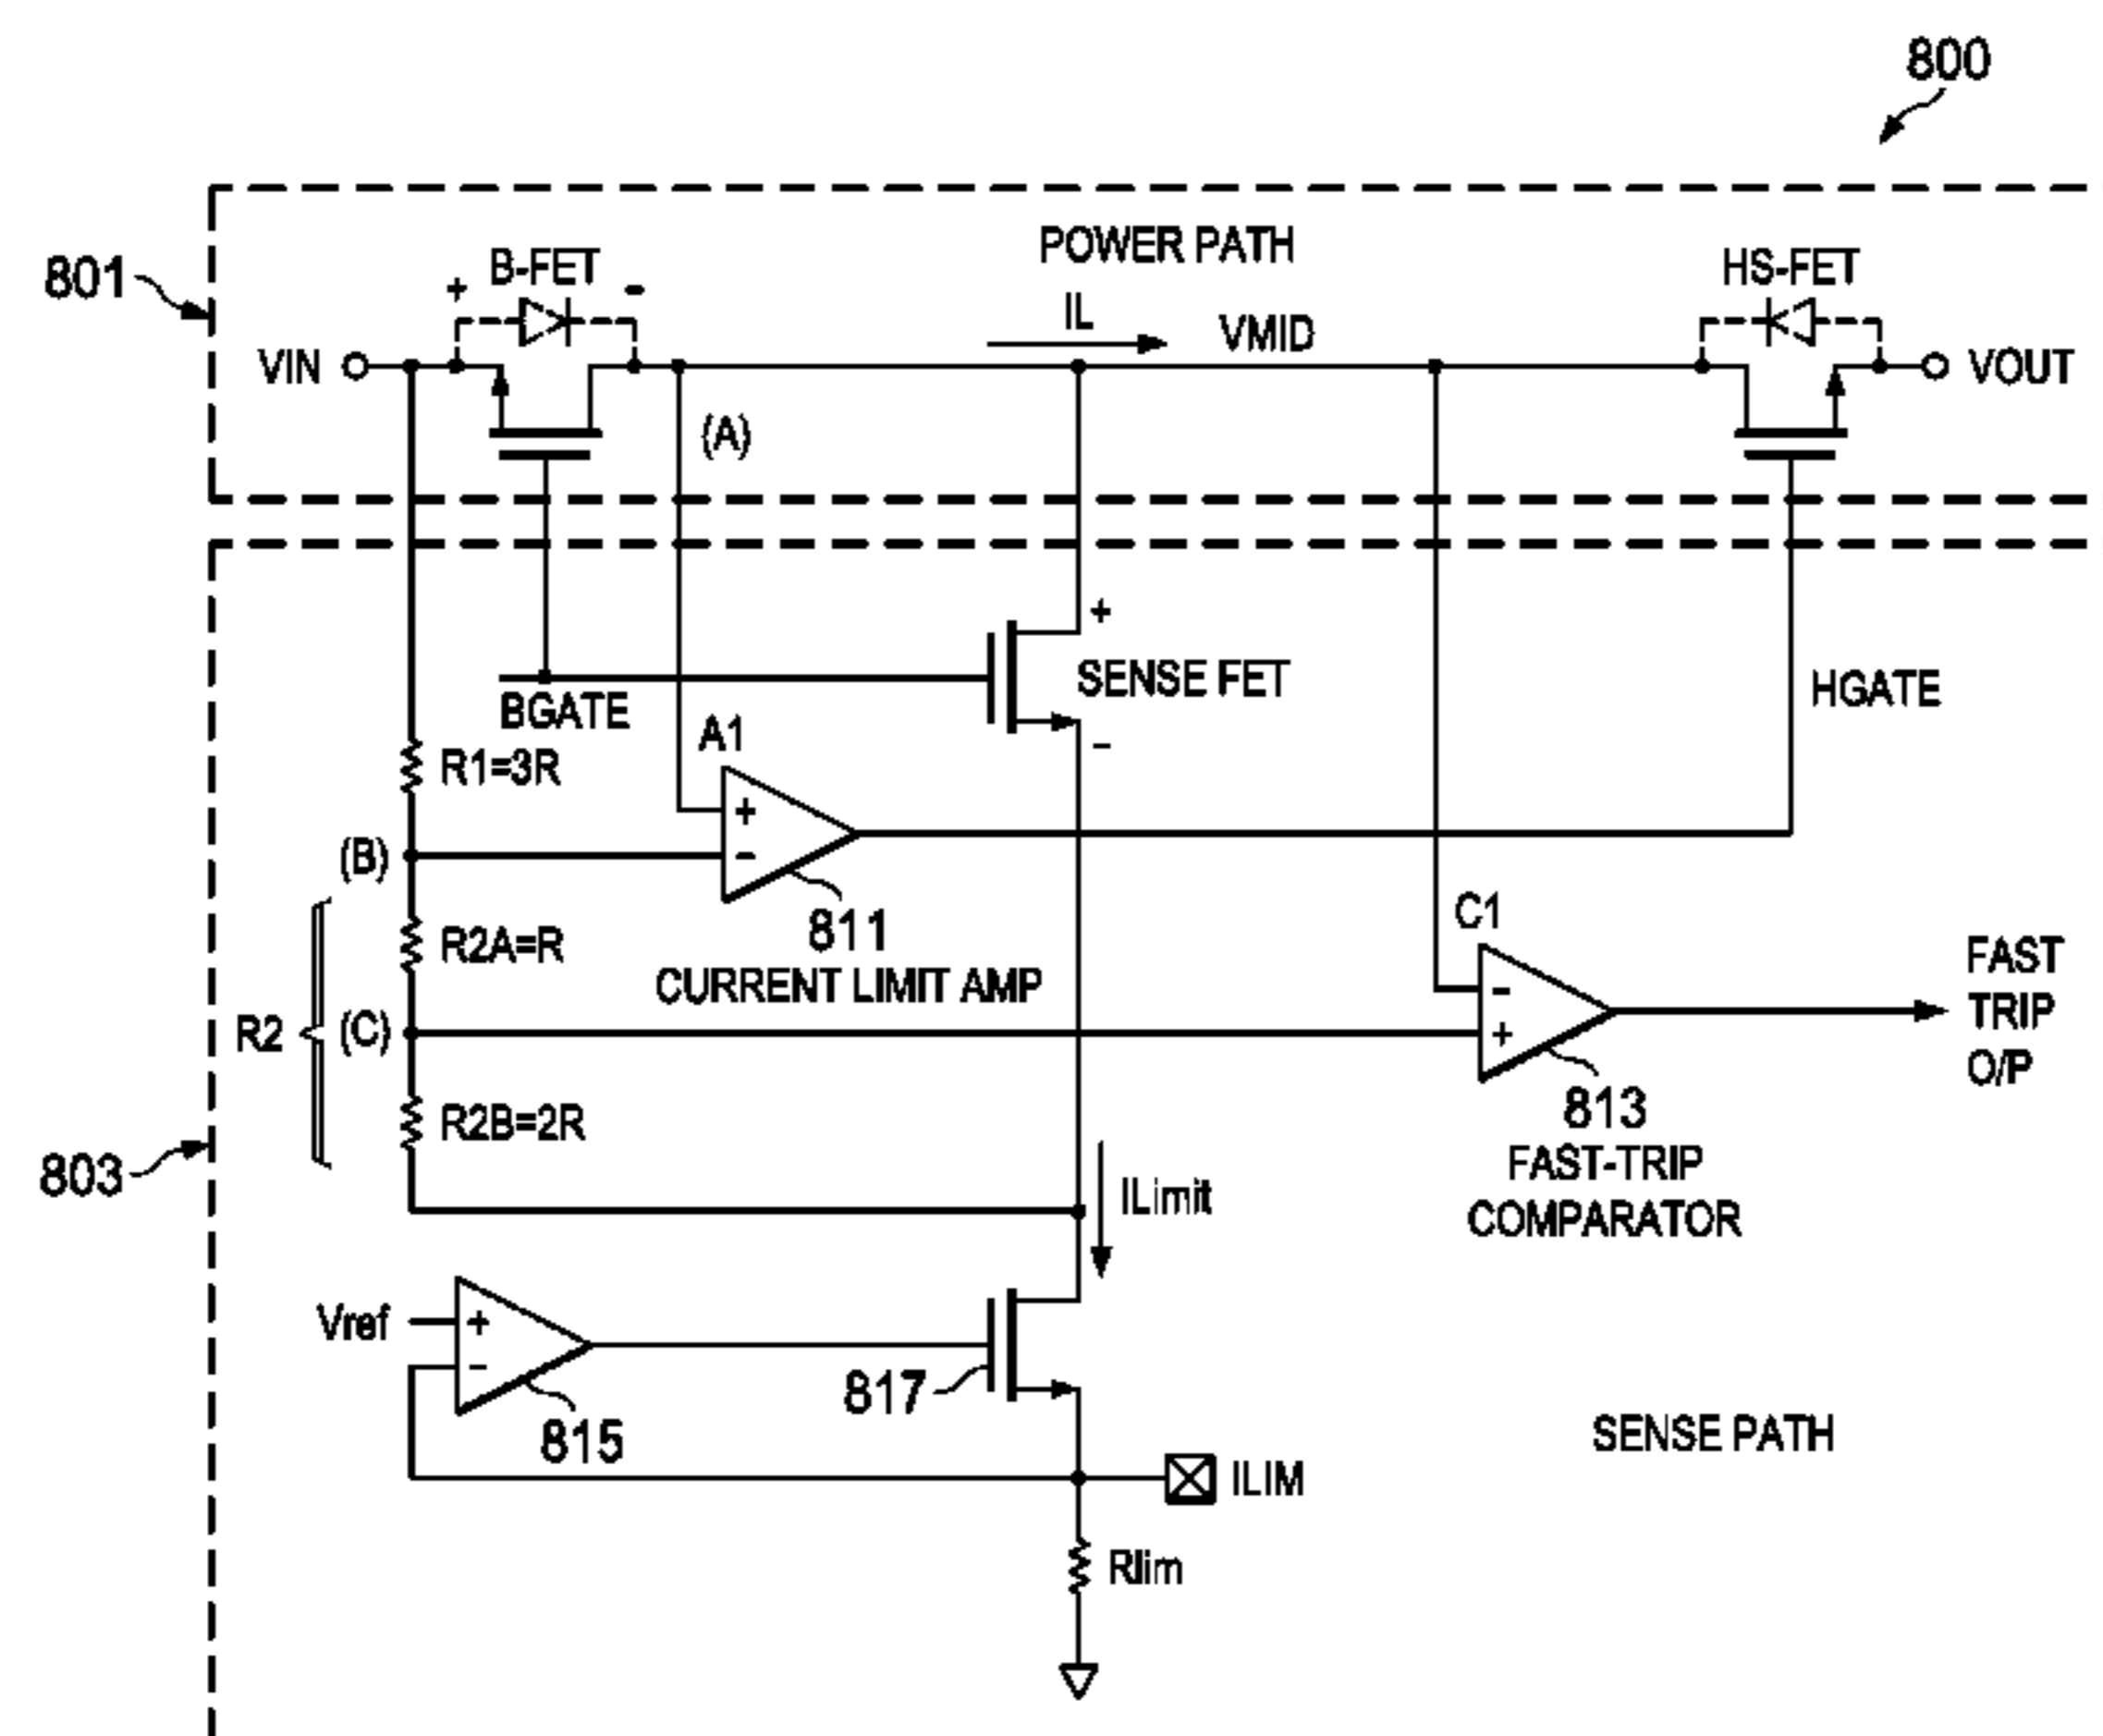 800
801
POWER PATH
B-FET
+ -
HS-FET
IL
VMID
VIN
VOUT
(A)
+
SENSE FET
-
BGATE
HGATE
A1
R1=3R
+
-
(B)
811
CURRENT LIMIT AMP
C1
R2A=R
R2
(C)
-
+
FAST
TRIP
O/P
813
FAST-TRIP
COMPARATOR
R2B=2R
803
ILimit
Vref
+
-
815
817
SENSE PATH
ILIM
Rlim